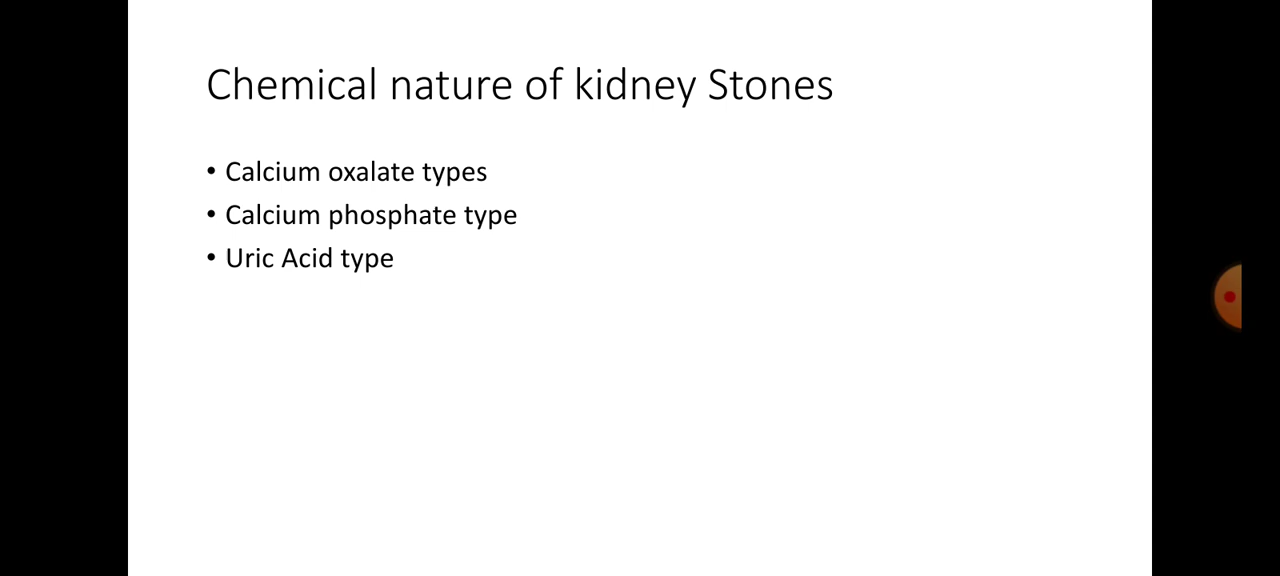 Chemical nature of kidney Stones
• Calcium oxalate types
• Calcium phosphate type
• Uric Acid type